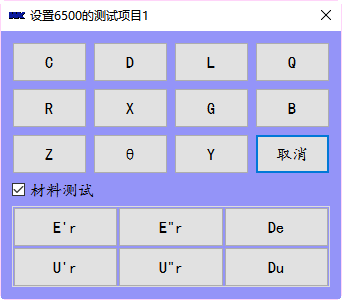 设置6500的测试项目1
C D L Q
R X G B
Z θ Y 取消
材料测试
E'r E"r De
U'r U"r Du